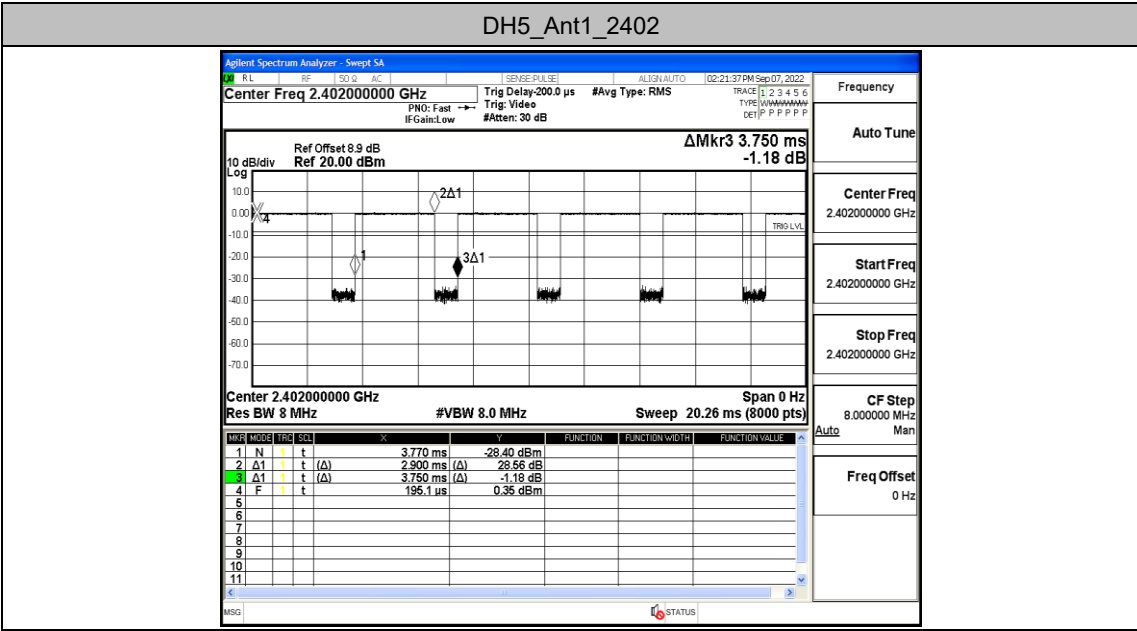 DH5_Ant1_2402
Agilent Spectrum Analyzer - Swept SA
RL RF 50 Ω AC SENSE:PULSE ALIGN AUTO 02:21:37 PM Sep 07, 2022
Center Freq 2.402000000 GHz Trig Delay-200.0 µs #Avg Type: RMS TRACE 1 2 3 4 5 6
PNO: Fast Trig: Video TYPE
IFGain:Low #Atten: 30 dB DET P P P P P P
ΔMkr3 3.750 ms
-1.18 dB
Ref Offset 8.9 dB
10 dB/div Ref 20.00 dBm
Log
10.0
0.00
-10.0
-20.0
-30.0
-40.0
-50.0
-60.0
-70.0
2Δ1
4
TRIG LVL
1
3Δ1
Center 2.402000000 GHz Span 0 Hz
Res BW 8 MHz #VBW 8.0 MHz Sweep 20.26 ms (8000 pts)
MKR MODE TRC SCL X Y FUNCTION FUNCTION WIDTH FUNCTION VALUE
1 N 1 t 3.770 ms -28.40 dBm
2 Δ1 1 t (Δ) 2.900 ms (Δ) 28.56 dB
3 Δ1 1 t (Δ) 3.750 ms (Δ) -1.18 dB
4 F 1 t 195.1 µs 0.35 dBm
5
6
7
8
9
10
11
MSG STATUS
Frequency
Auto Tune
Center Freq
2.402000000 GHz
Start Freq
2.402000000 GHz
Stop Freq
2.402000000 GHz
CF Step
8.000000 MHz
Auto Man
Freq Offset
0 Hz